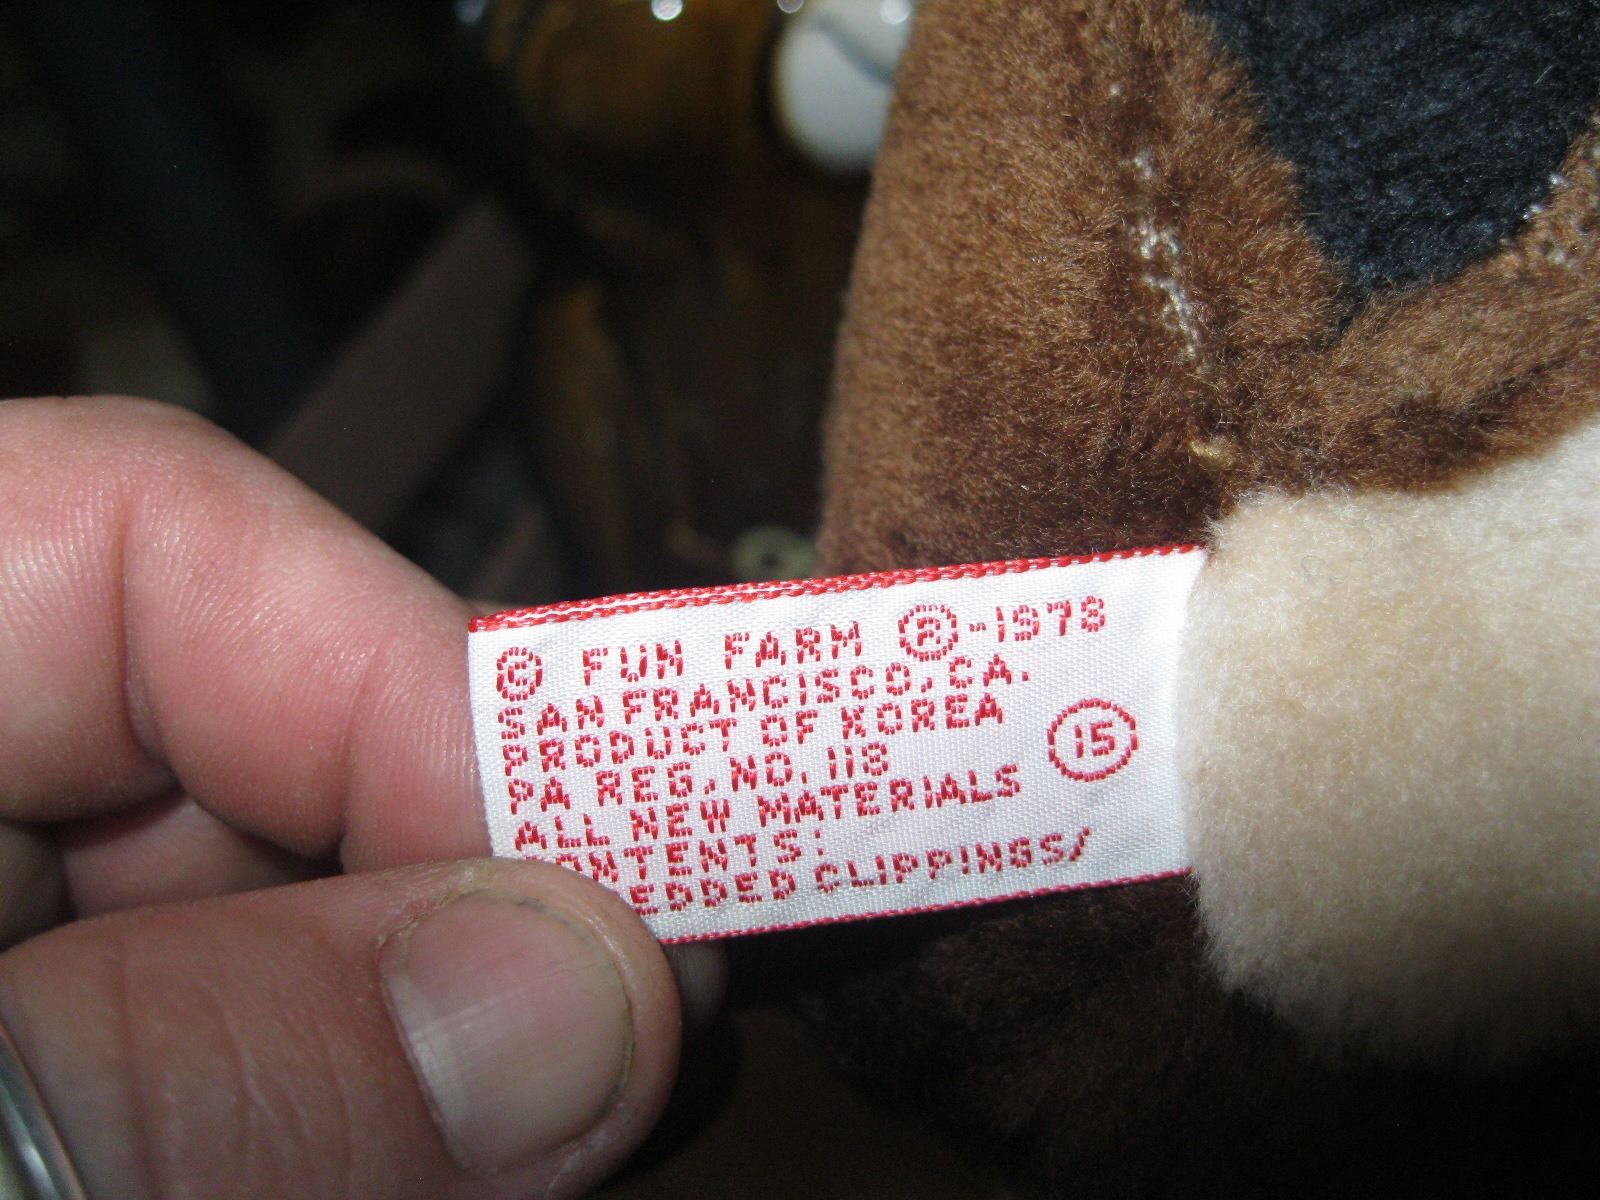 © FUN FARM ®-1978
SAN FRANCISCO, CA.
PRODUCT OF KOREA
PA REG. NO. 118
15
ALL NEW MATERIALS
CONTENTS:
EDDED CLIPPINGS/